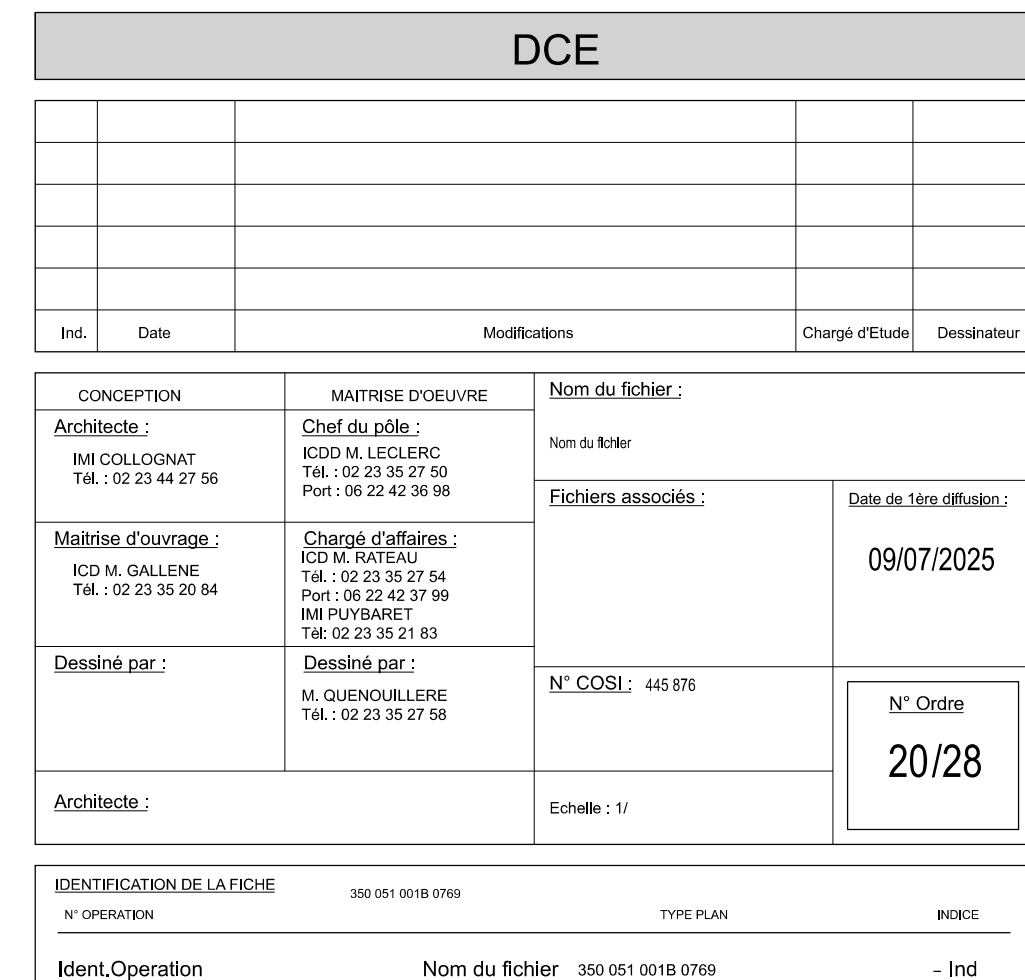 DCE
Ind. Date Modifications Chargé d'Etude Dessinateur
CONCEPTION
Architecte :
IMI COLLOGNAT
Tél. : 02 23 44 27 56
Maitrise d'ouvrage :
ICD M. GALLENE
Tél. : 02 23 35 20 84
Dessiné par :
MAITRISE D'OEUVRE
Chef du pôle :
ICDD M. LECLERC
Tél. : 02 23 35 27 50
Port : 06 22 42 36 98
Chargé d'affaires :
ICD M. RATEAU
Tél. : 02 23 35 27 54
Port : 06 22 42 37 99
IMI PUYBARET
Tèl: 02 23 35 21 83
Dessiné par :
M. QUENOUILLERE
Tél. : 02 23 35 27 58
Architecte :
Nom du fichier :
Nom du fichier
Fichiers associés :
Date de 1ère diffusion :
09/07/2025
N° COSI : 445 876
N° Ordre
20/28
Echelle : 1/
IDENTIFICATION DE LA FICHE 350 051 001B 0769
N° OPERATION TYPE PLAN INDICE
Ident.Operation Nom du fichier 350 051 001B 0769 - Ind